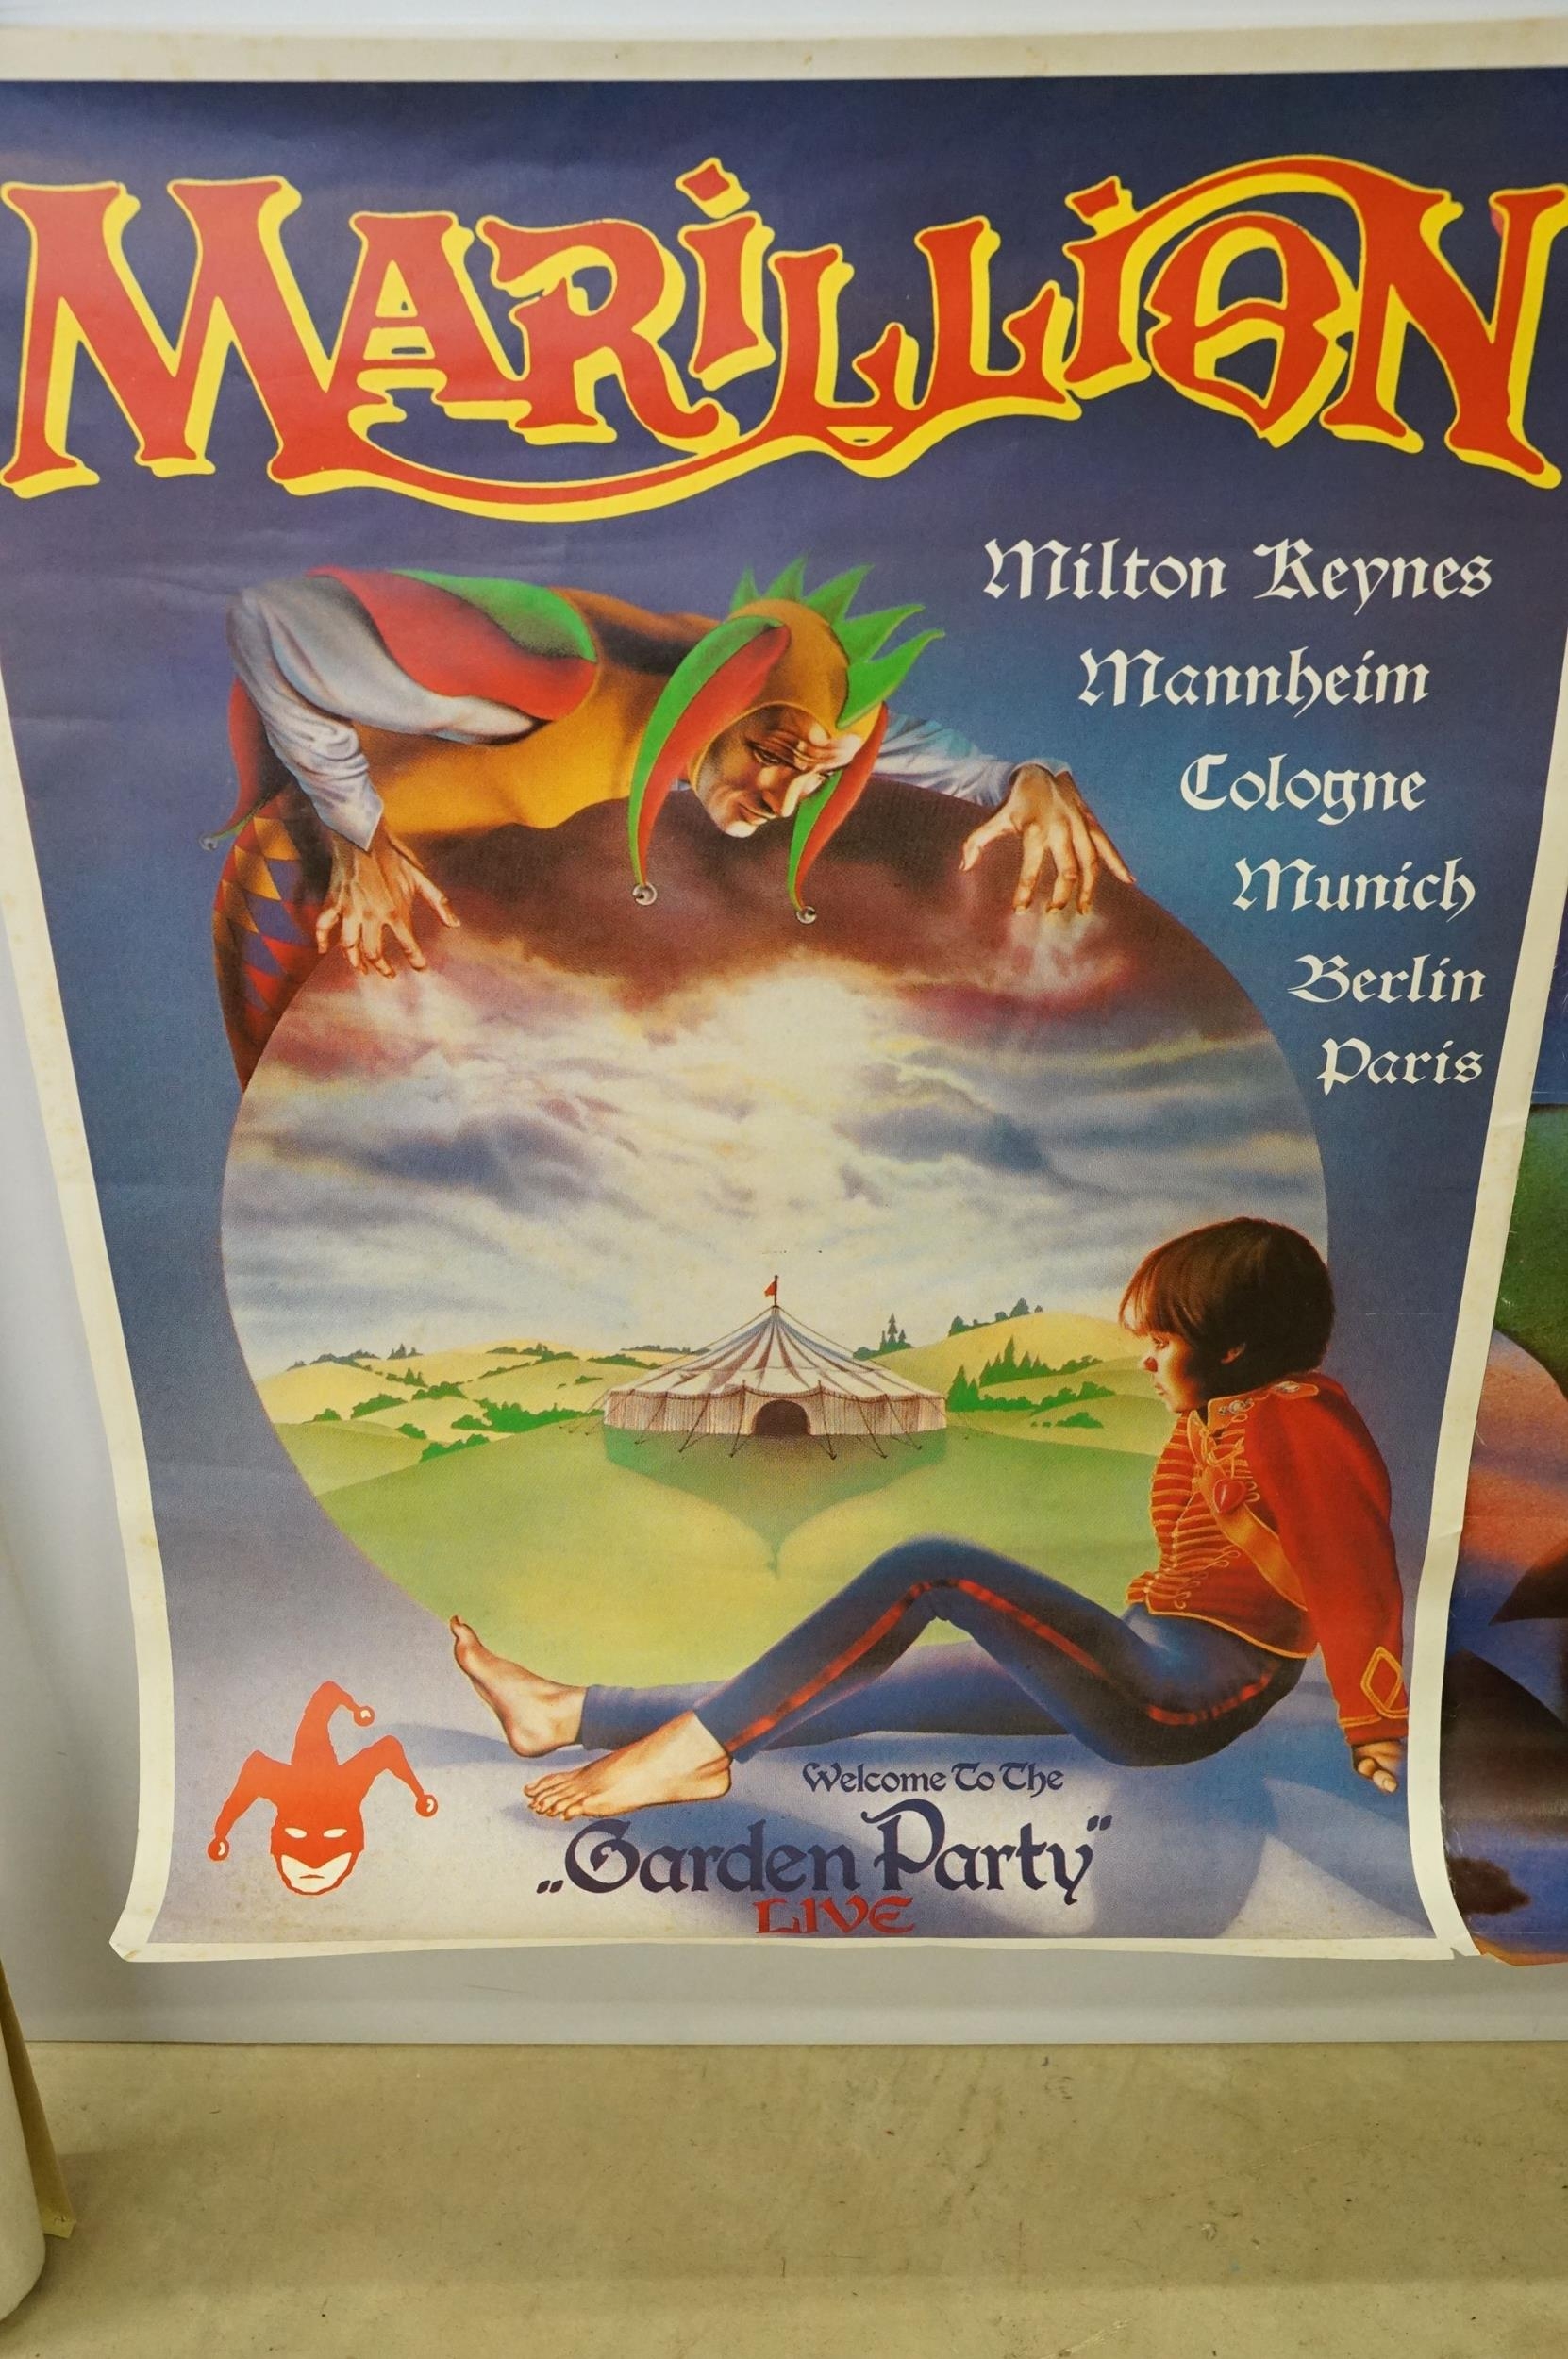 MARiLLiON
Milton Keynes
Mannheim
Cologne
Munich
Berlin
Paris
Welcome To The
„Garden Party“
LIVE